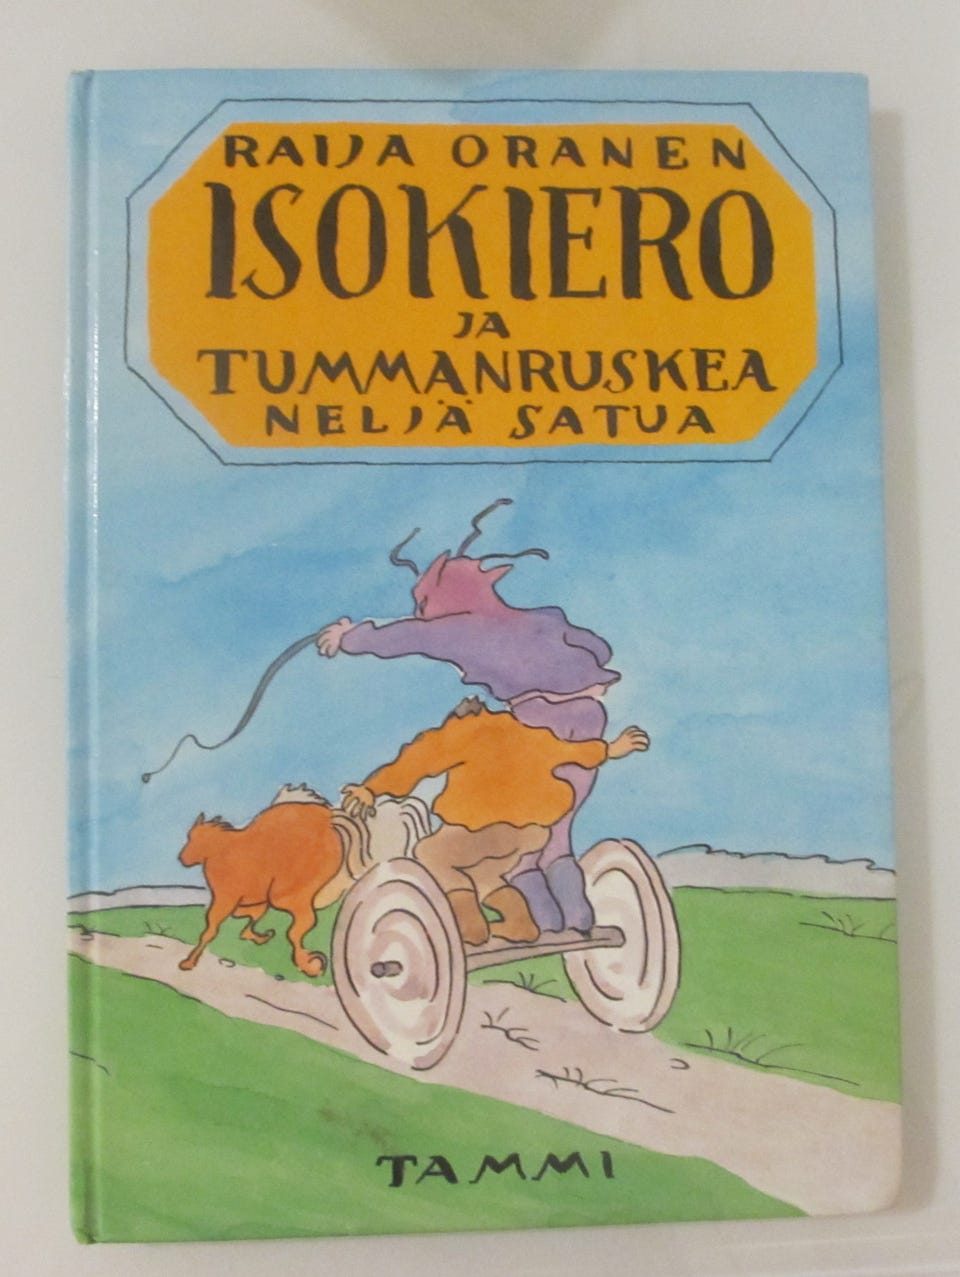 RAIJA ORANEN
ISOKIERO
JA
TUMMANRUSKEA
NELJÄ SATUA
TAMMI